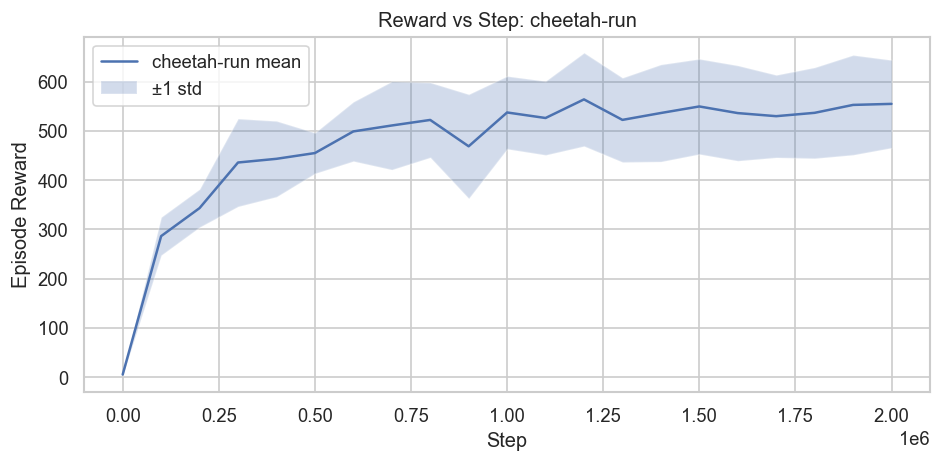 Reward vs Step: cheetah-run
cheetah-run mean
±1 std
Episode Reward
600
500
400
300
200
100
0
0.00 0.25 0.50 0.75 1.00 1.25 1.50 1.75 2.00
1e6
Step